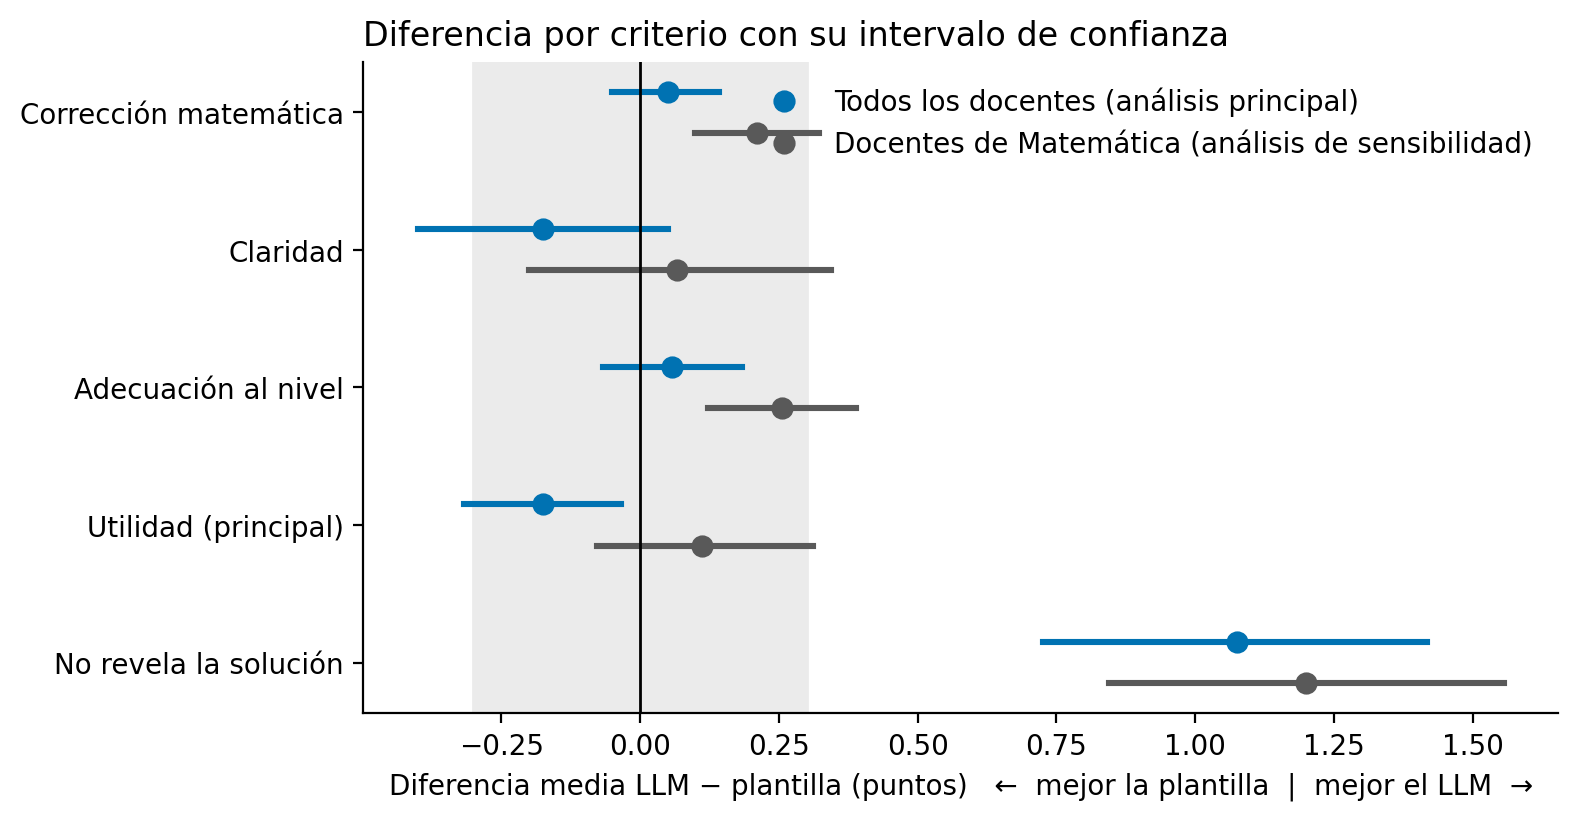 Diferencia por criterio con su intervalo de confianza
Corrección matemática
Todos los docentes (análisis principal)
Docentes de Matemática (análisis de sensibilidad)
Claridad
Adecuación al nivel
Utilidad (principal)
No revela la solución
−0.25 0.00 0.25 0.50 0.75 1.00 1.25 1.50
Diferencia media LLM − plantilla (puntos) ← mejor la plantilla | mejor el LLM →